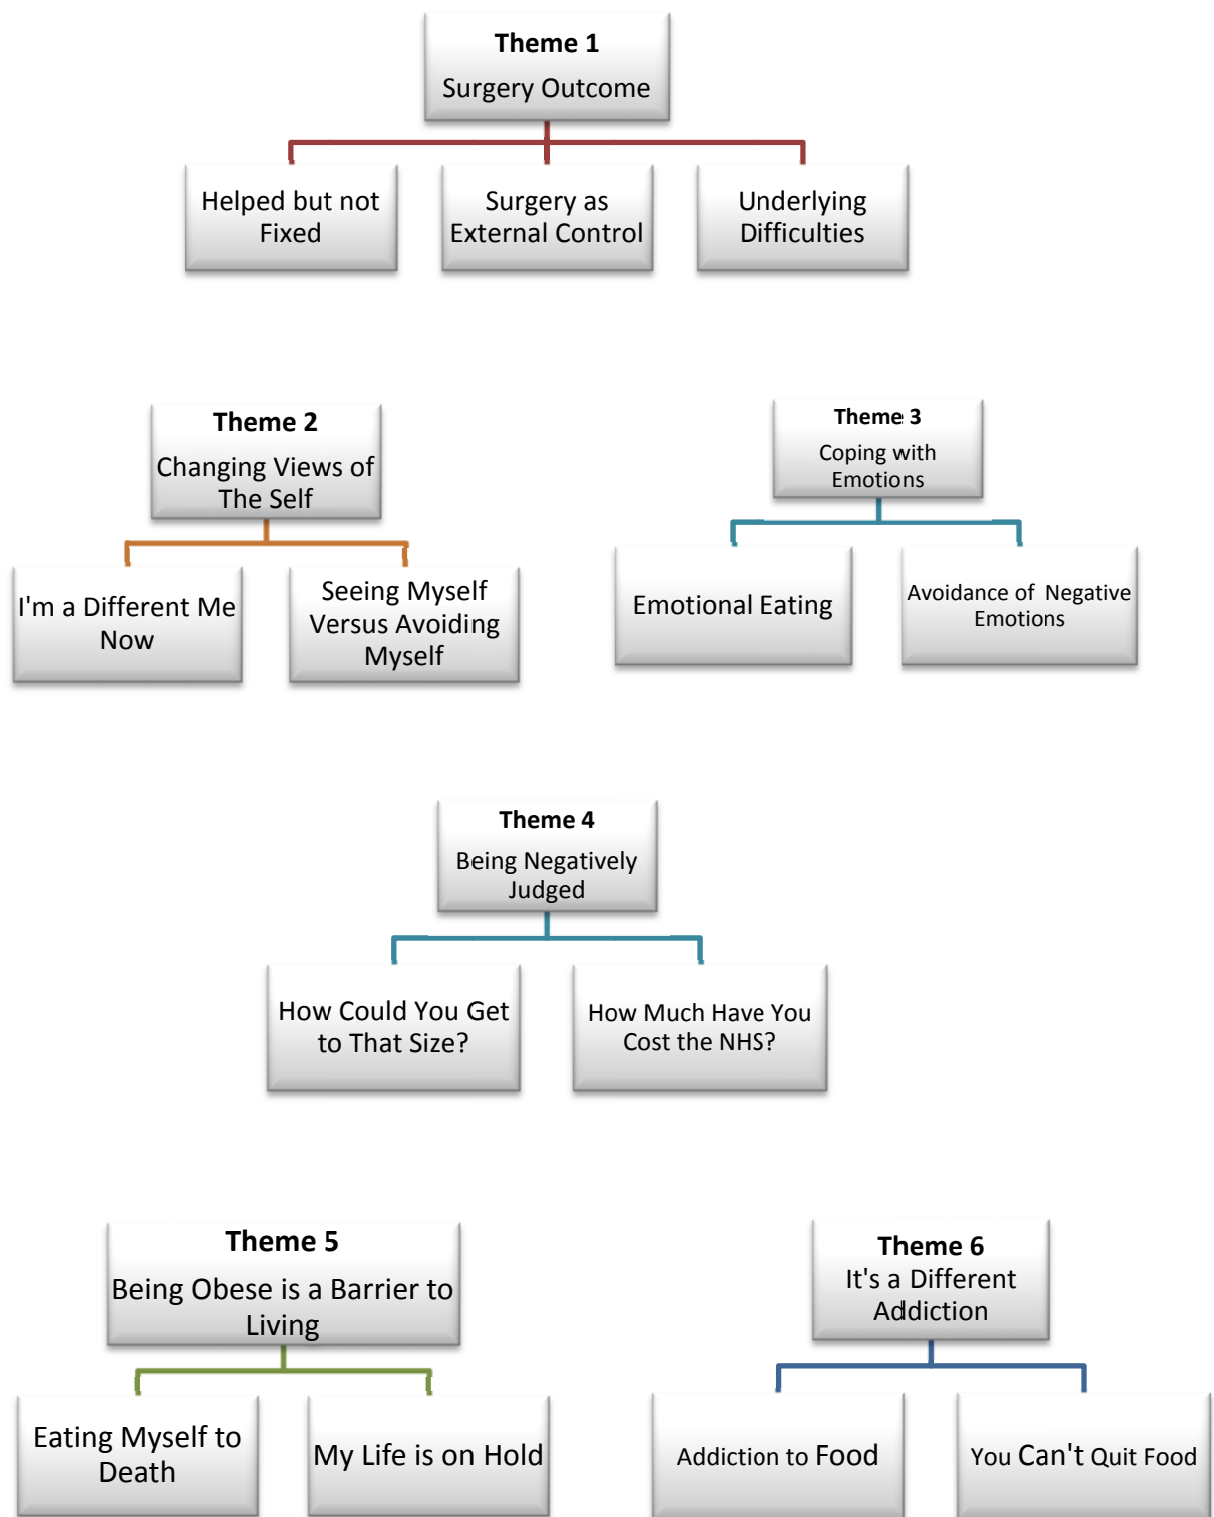 Theme 1
Surgery Outcome
Helped but not
Fixed
Surgery as
External Control
Underlying
Difficulties
Theme 2
Changing Views of
The Self
I'm a Different Me
Now
Seeing Myself
Versus Avoiding
Myself
Theme 3
Coping with
Emotions
Emotional Eating
Avoidance of Negative
Emotions
Theme 4
Being Negatively
Judged
How Could You Get
to That Size?
How Much Have You
Cost the NHS?
Theme 5
Being Obese is a Barrier to
Living
Eating Myself to
Death
My Life is on Hold
Theme 6
It's a Different
Addiction
Addiction to Food
You Can't Quit Food